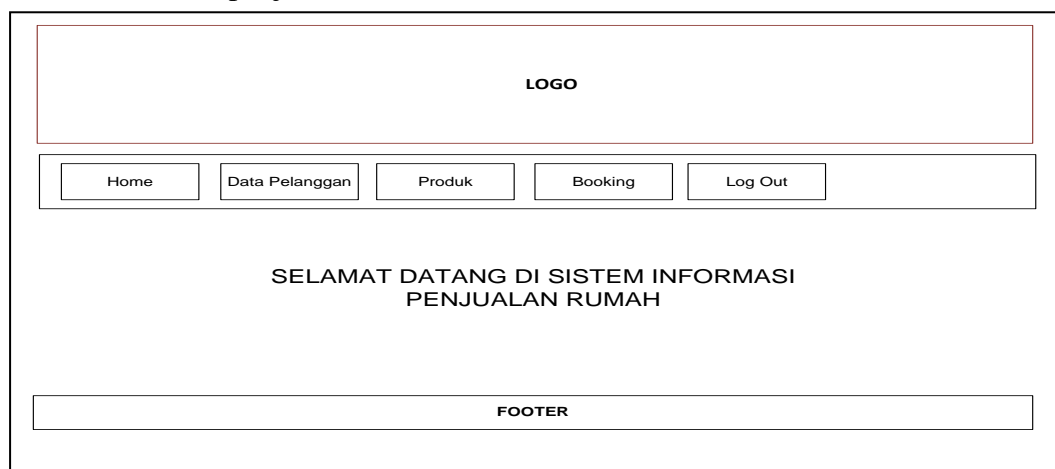 LOGO
Home Data Pelanggan Produk Booking Log Out
SELAMAT DATANG DI SISTEM INFORMASI
PENJUALAN RUMAH
FOOTER